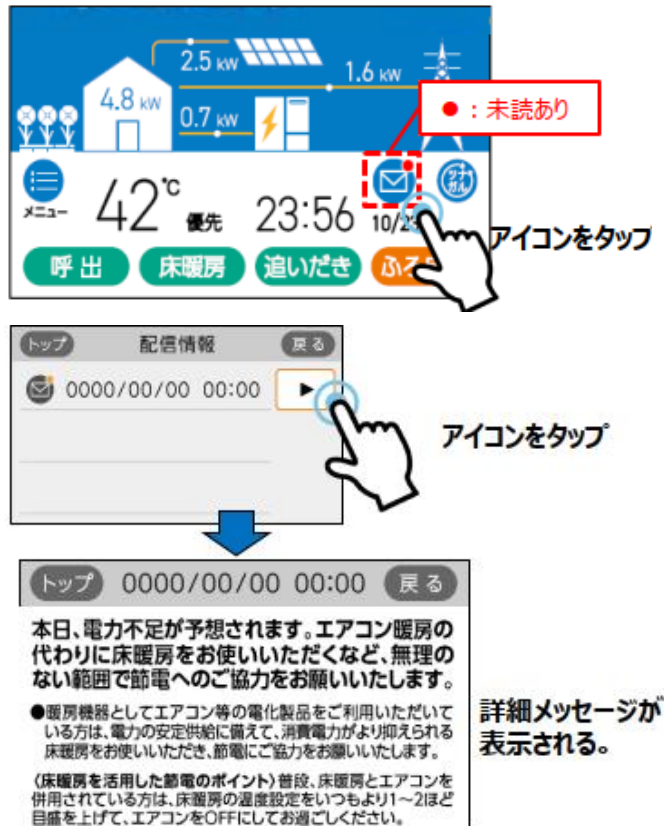 2.5 kw
1.6 kw
4.8 kw
0.7 kw
●：未読あり
メニュー
42℃
優先
23:56
10/2
ツナガル
アイコンをタップ
呼出
床暖房
追いだき
ふろ
トップ
配信情報
戻る
0000/00/00 00:00
アイコンをタップ
トップ
0000/00/00 00:00
戻る
本日、電力不足が予想されます。エアコン暖房の
代わりに床暖房をお使いいただくなど、無理の
ない範囲で節電へのご協力をお願いいたします。
●暖房機器としてエアコン等の電化製品をご利用いただいて
いる方は、電力の安定供給に備えて、消費電力がより抑えられる
床暖房をお使いいただき、節電にご協力をお願いいたします。
〈床暖房を活用した節電のポイント〉普段、床暖房とエアコンを
併用されている方は、床暖房の温度設定をいつもより1～2ほど
目盛を上げて、エアコンをOFFにしてお過ごしください。
詳細メッセージが
表示される。